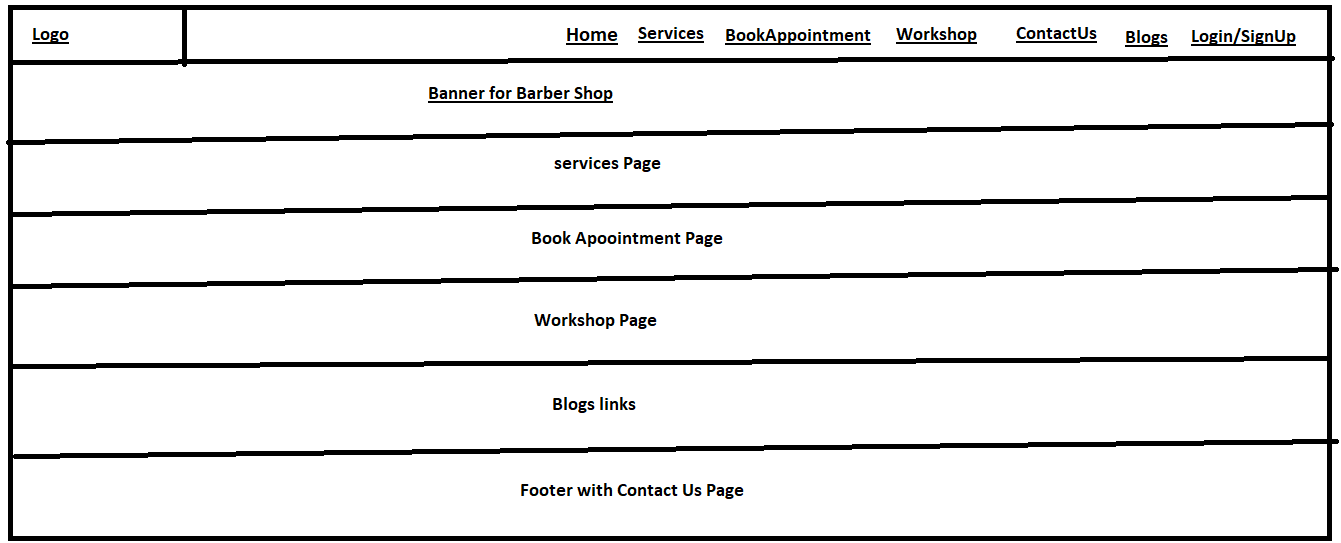 Logo
Home Services BookAppointment Workshop ContactUs Blogs Login/SignUp
Banner for Barber Shop
services Page
Book Apoointment Page
Workshop Page
Blogs links
Footer with Contact Us Page